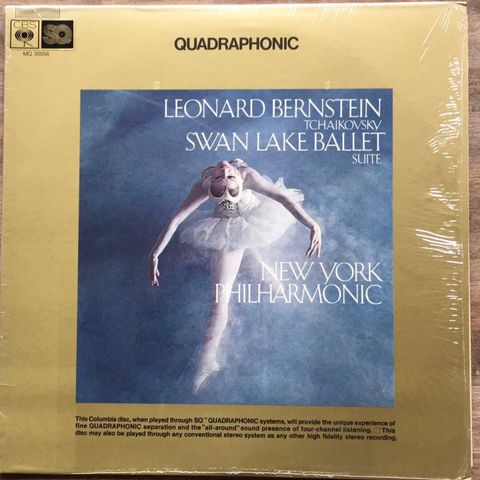 CBS
SQ
MQ 30056
QUADRAPHONIC
LEONARD BERNSTEIN
TCHAIKOVSKY
SWAN LAKE BALLET
SUITE
NEW YORK
PHILHARMONIC
This Columbia disc, when played through SQ™ QUADRAPHONIC systems, will provide the unique experience of
fine QUADRAPHONIC separation and the "all-around" sound presence of four-channel listening. This
disc may also be played through any conventional stereo system as any other high fidelity stereo recording.